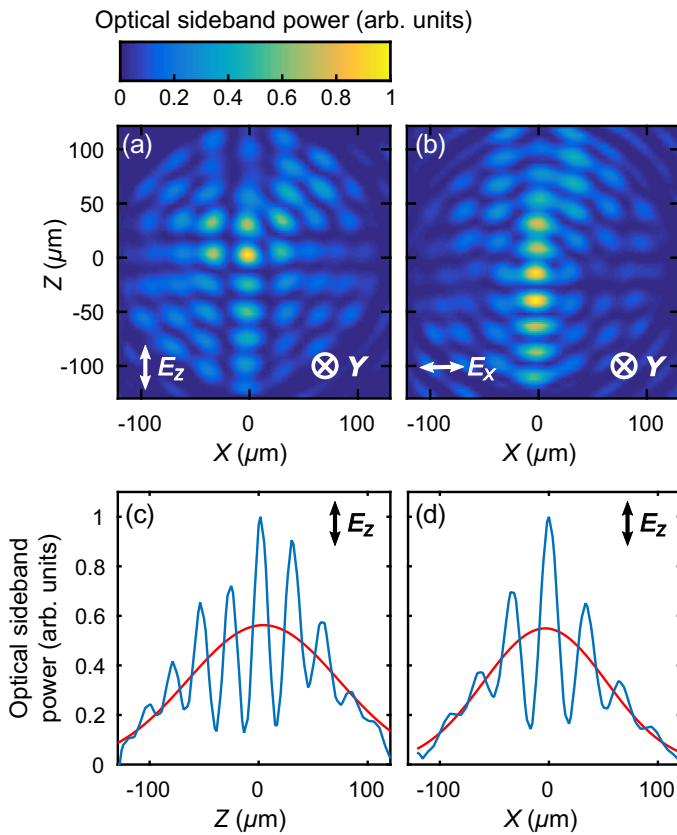 Optical sideband power (arb. units)
0 0.2 0.4 0.6 0.8 1
(a) (b)
100
50
0
-50
-100
Z (μm)
E_Z Y E_X Y
-100 0 100 -100 0 100
X (μm) X (μm)
(c) E_Z (d) E_Z
1
0.8
0.6
0.4
0.2
0
Optical sideband
power (arb. units)
-100 0 100 -100 0 100
Z (μm) X (μm)